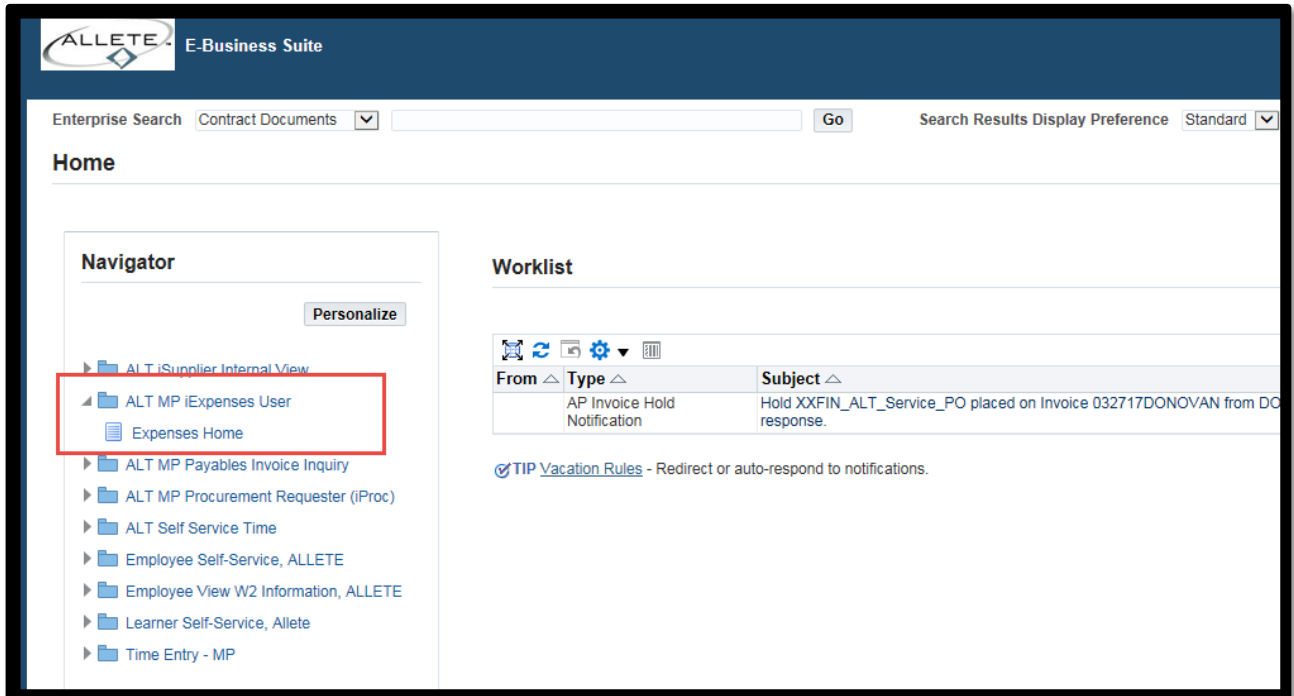 ALLETE E-Business Suite
Enterprise Search Contract Documents Go Search Results Display Preference Standard
Home
Navigator
Personalize
ALT iSupplier Internal View
ALT MP iExpenses User
Expenses Home
ALT MP Payables Invoice Inquiry
ALT MP Procurement Requester (iProc)
ALT Self Service Time
Employee Self-Service, ALLETE
Employee View W2 Information, ALLETE
Learner Self-Service, Allete
Time Entry - MP
Worklist
From Type Subject
AP Invoice Hold
Notification
Hold XXFIN_ALT_Service_PO placed on Invoice 032717DONOVAN from DO
response.
TIP Vacation Rules - Redirect or auto-respond to notifications.